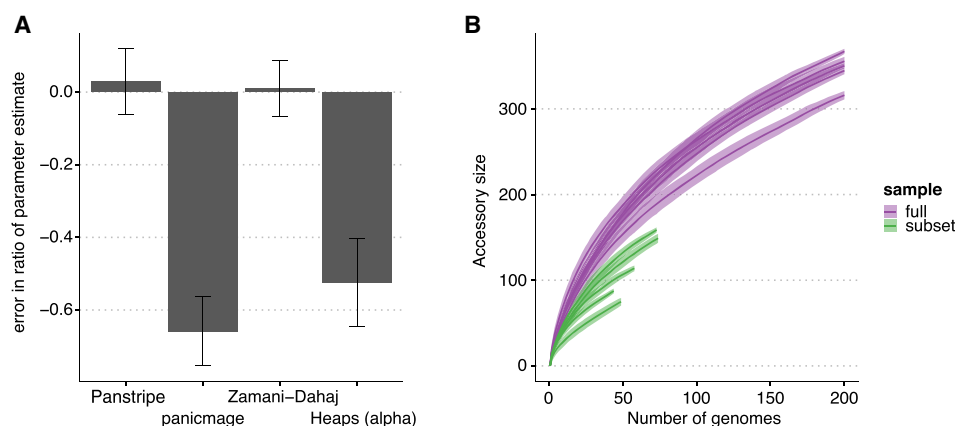 A
error in ratio of parameter estimate
0.0
−0.2
−0.4
−0.6
Panstripe
panicmage
Zamani−Dahaj
Heaps (alpha)
B
Accessory size
300
200
100
0
0
50
100
150
200
Number of genomes
sample
full
subset